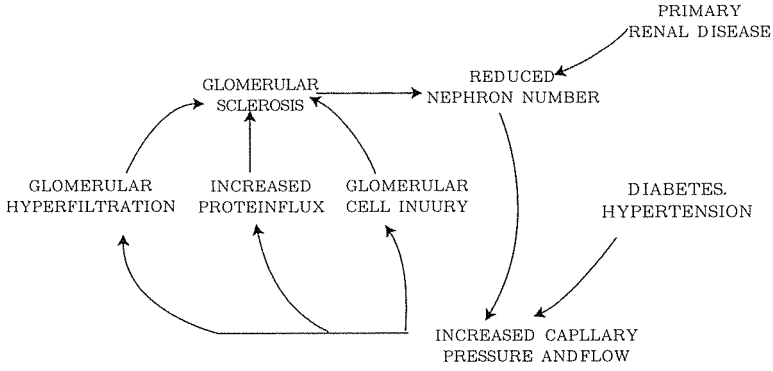 PRIMARY
RENAL DISEASE
REDUCED
NEPHRON NUMBER
GLOMERULAR
SCLEROSIS
GLOMERULAR
HYPERFILTRATION
INCREASED
PROTEINFLUX
GLOMERULAR
CELL INUURY
DIABETES.
HYPERTENSION
INCREASED CAPLLARY
PRESSURE ANDFLOW